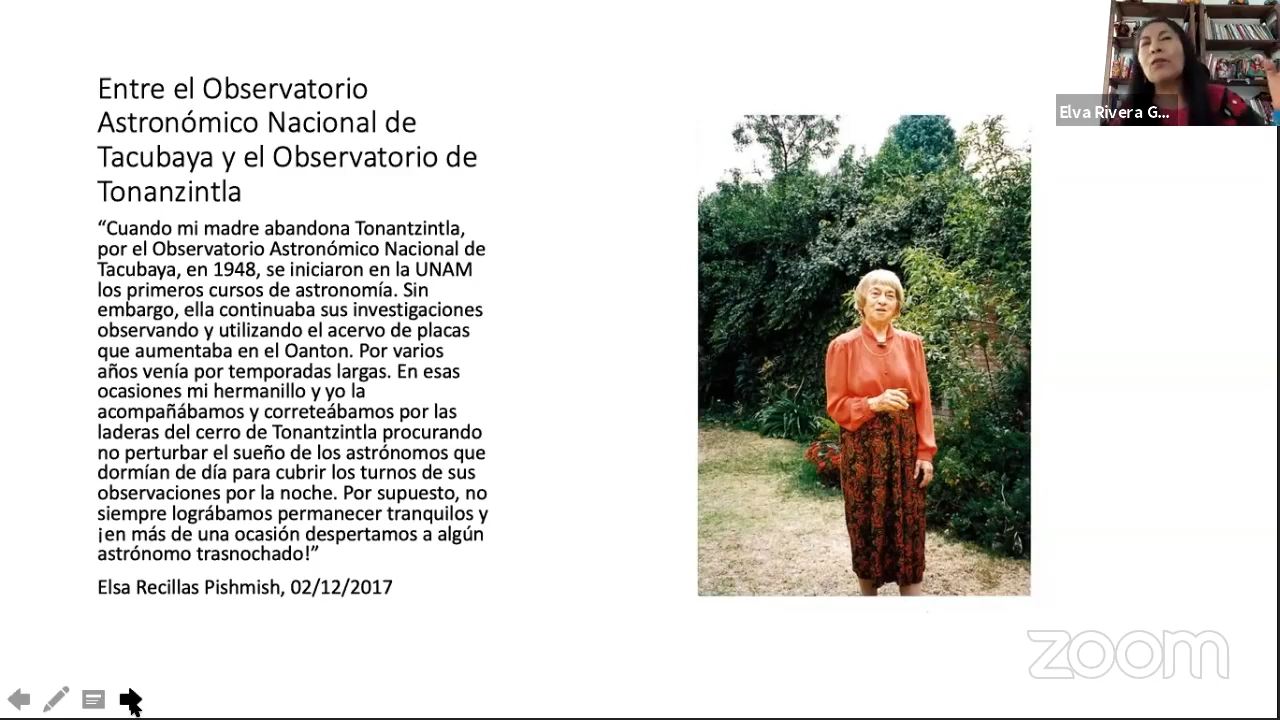 Entre el Observatorio
Astronómico Nacional de
Tacubaya y el Observatorio de
Tonanzintla
“Cuando mi madre abandona Tonantzintla,
por el Observatorio Astronómico Nacional de
Tacubaya, en 1948, se iniciaron en la UNAM
los primeros cursos de astronomía. Sin
embargo, ella continuaba sus investigaciones
observando y utilizando el acervo de placas
que aumentaba en el Oanton. Por varios
años venía por temporadas largas. En esas
ocasiones mi hermanillo y yo la
acompañábamos y correteábamos por las
laderas del cerro de Tonantzintla procurando
no perturbar el sueño de los astrónomos que
dormían de día para cubrir los turnos de sus
observaciones por la noche. Por supuesto, no
siempre lográbamos permanecer tranquilos y
¡en más de una ocasión despertamos a algún
astrónomo trasnochado!”
Elsa Recillas Pishmish, 02/12/2017
Elva Rivera G...
zoom